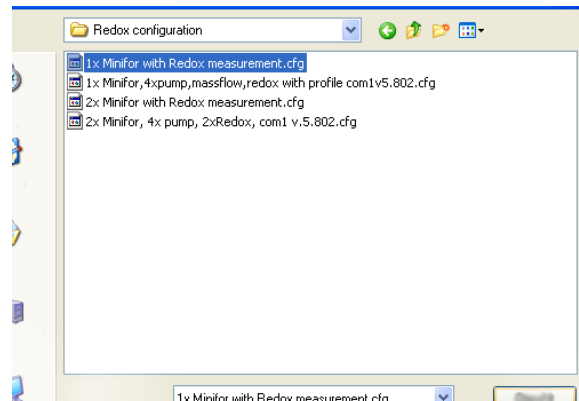 Redox configuration
1x Minifor with Redox measurement.cfg
1x Minifor,4xpump,massflow,redox with profile com1v5.802.cfg
2x Minifor with Redox measurement.cfg
2x Minifor, 4x pump, 2xRedox, com1 v.5.802.cfg
1x Minifor with Redox measurement.cfg